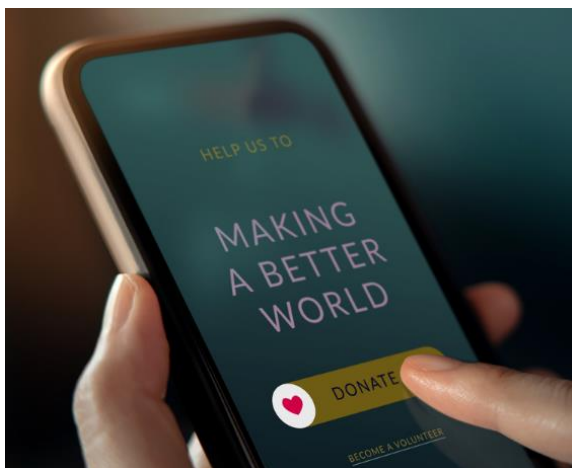 HELP US TO
MAKING
A BETTER
WORLD
DONATE
BECOME A VOLUNTEER